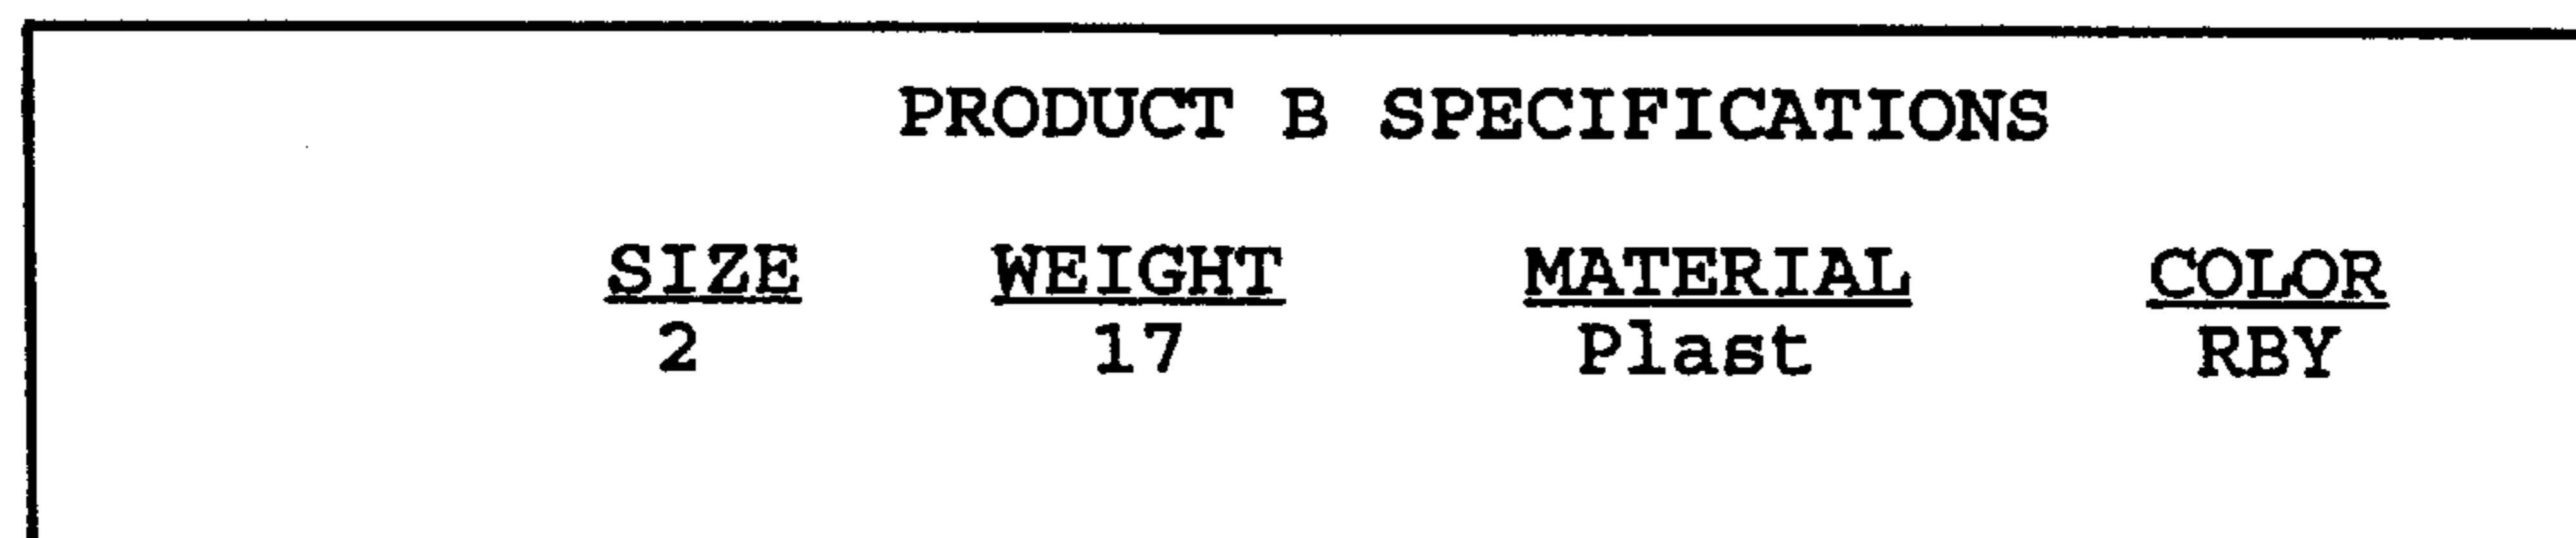 PRODUCT B SPECIFICATIONS
SIZE WEIGHT MATERIAL COLOR
2 17 Plast RBY